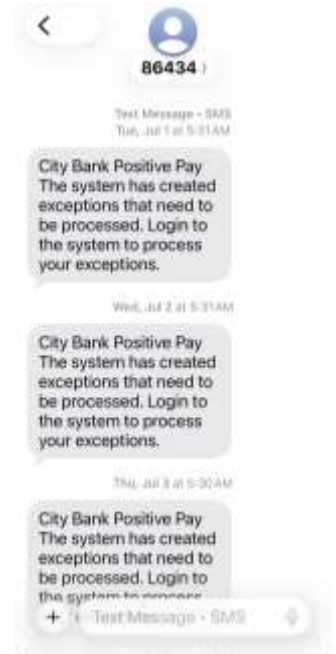 86434
Text Message - SMS
Tue, Jul 1 at 5:31 AM
City Bank Positive Pay
The system has created
exceptions that need to
be processed. Login to
the system to process
your exceptions.
Wed, Jul 2 at 5:31 AM
City Bank Positive Pay
The system has created
exceptions that need to
be processed. Login to
the system to process
your exceptions.
Thu, Jul 3 at 5:30 AM
City Bank Positive Pay
The system has created
exceptions that need to
be processed. Login to
the system to process
Text Message - SMS